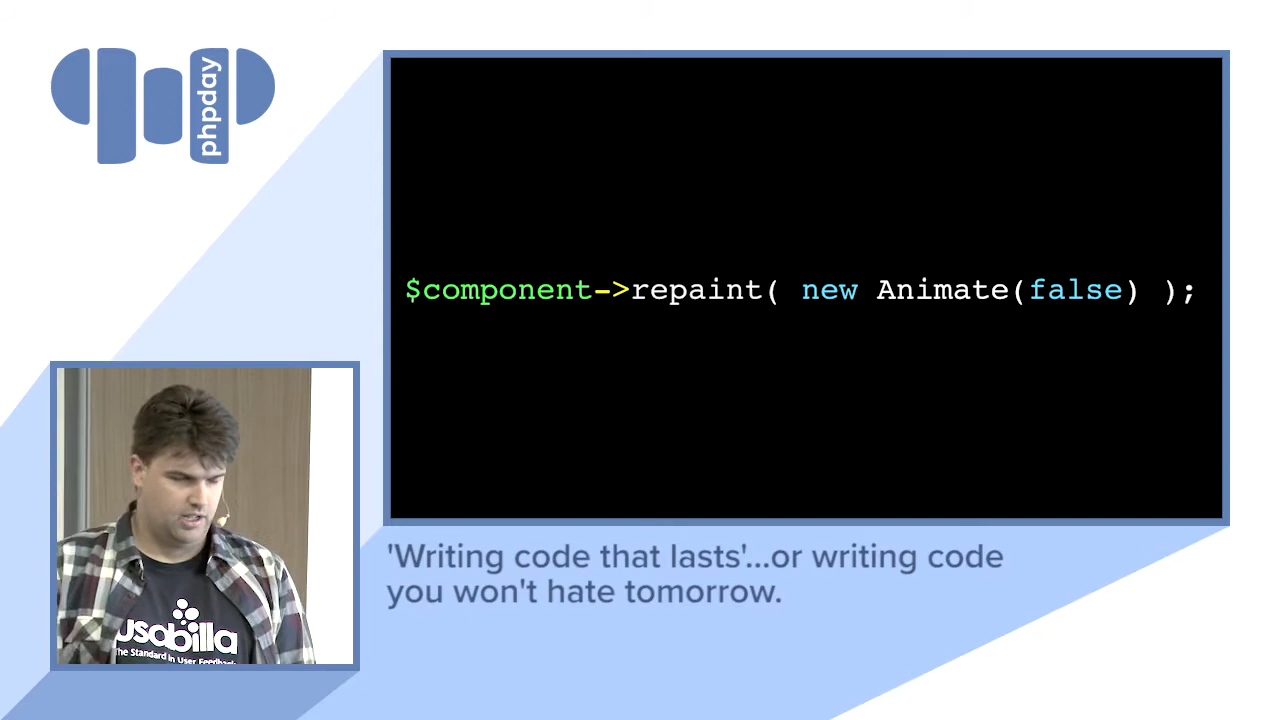 phpday
$component->repaint( new Animate(false) );
'Writing code that lasts'...or writing code
you won't hate tomorrow.
usabilla
The Standard in User Feedback